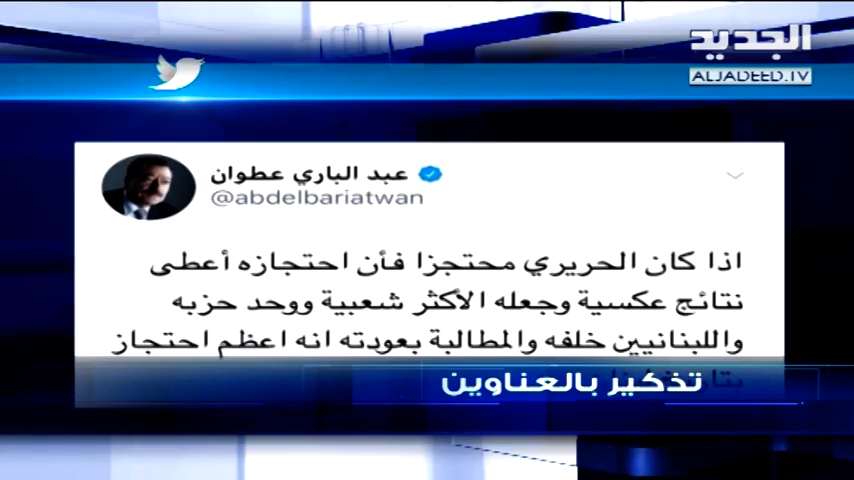 الجديد
ALJADEED.TV
عبد الباري عطوان
@abdelbariatwan
اذا كان الحريري محتجزا فأن احتجازه أعطى
نتائج عكسية وجعله الأكثر شعبية ووحد حزبه
واللبنانيين خلفه والمطالبة بعودته انه اعظم احتجاز
تذكير بالعناوين